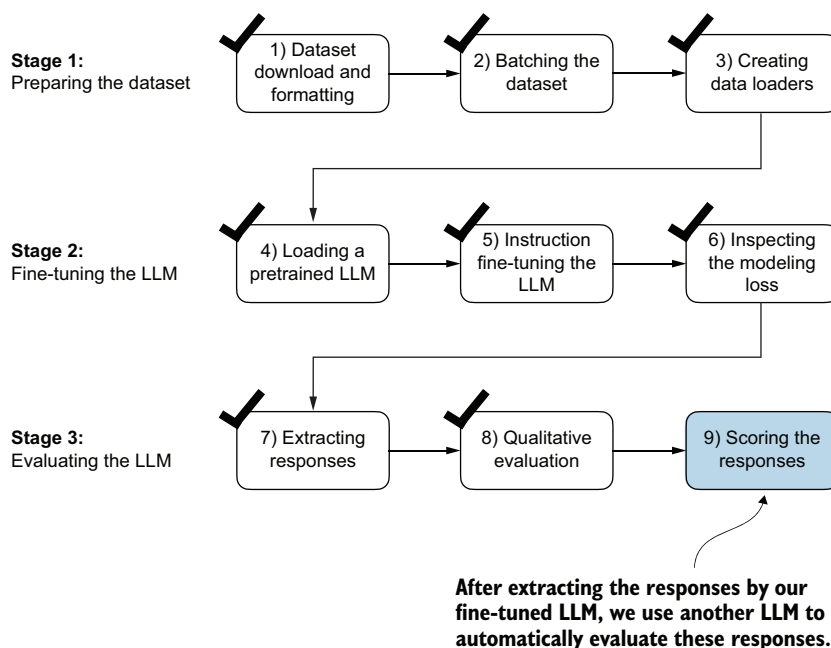 Stage 1:
Preparing the dataset
1) Dataset
download and
formatting
2) Batching the
dataset
3) Creating
data loaders
Stage 2:
Fine-tuning the LLM
4) Loading a
pretrained LLM
5) Instruction
fine-tuning the
LLM
6) Inspecting
the modeling
loss
Stage 3:
Evaluating the LLM
7) Extracting
responses
8) Qualitative
evaluation
9) Scoring the
responses
After extracting the responses by our
fine-tuned LLM, we use another LLM to
automatically evaluate these responses.